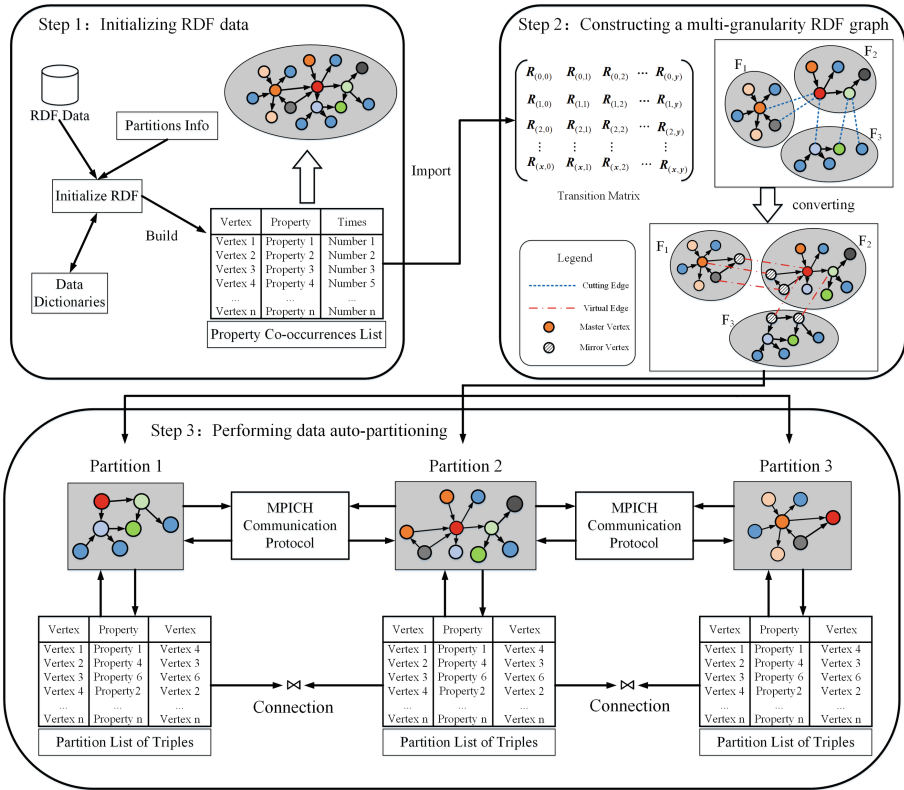 Step 1：Initializing RDF data
RDF Data
Partitions Info
Initialize RDF
Build
Data
Dictionaries
Vertex Property Times
Vertex 1 Property 1 Number 1
Vertex 2 Property 2 Number 2
Vertex 3 Property 3 Number 3
Vertex 4 Property 4 Number 5
... ... ...
Vertex n Property n Number n
Property Co-occurrences List
Import
Step 2：Constructing a multi-granularity RDF graph
R(0,0) R(0,1) R(0,2) ... R(0,y)
R(1,0) R(1,1) R(1,2) ... R(1,y)
R(2,0) R(2,1) R(2,2) ... R(2,y)
⋮ ⋮ ⋮ ⋮
R(x,0) R(x,1) R(x,2) ... R(x,y)
Transition Matrix
F1
F2
F3
converting
Legend
Cutting Edge
Virtual Edge
Master Vertex
Mirror Vertex
F1
F2
F3
Step 3：Performing data auto-partitioning
Partition 1
Partition 2
Partition 3
MPICH
Communication
Protocol
MPICH
Communication
Protocol
Vertex Property Vertex
Vertex 1 Property 1 Vertex 4
Vertex 2 Property 4 Vertex 3
Vertex 3 Property 6 Vertex 6
Vertex 4 Property2 Vertex 2
... ... ...
Vertex n Property n Vertex n
Partition List of Triples
Connection
Vertex Property Vertex
Vertex 1 Property 1 Vertex 4
Vertex 2 Property 4 Vertex 3
Vertex 3 Property 6 Vertex 6
Vertex 4 Property2 Vertex 2
... ... ...
Vertex n Property n Vertex n
Partition List of Triples
Connection
Vertex Property Vertex
Vertex 1 Property 1 Vertex 4
Vertex 2 Property 4 Vertex 3
Vertex 3 Property 6 Vertex 6
Vertex 4 Property2 Vertex 2
... ... ...
Vertex n Property n Vertex n
Partition List of Triples